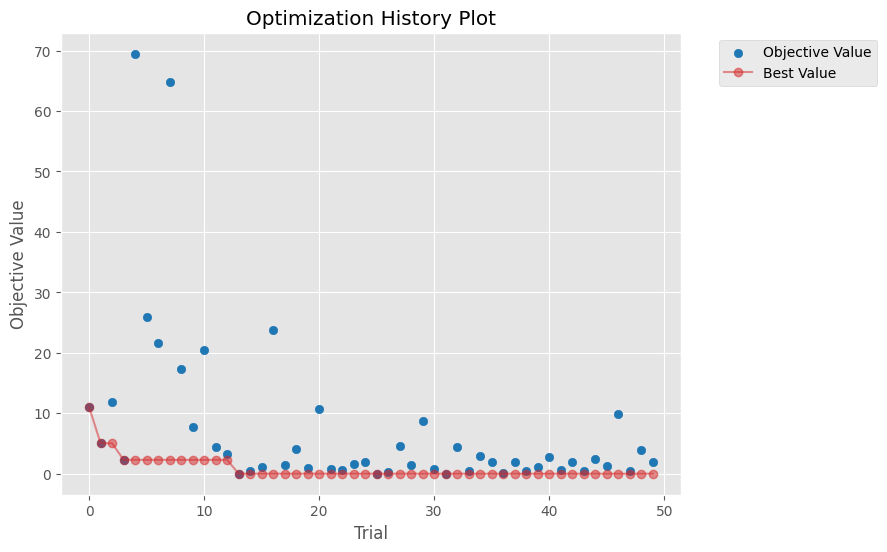 Optimization History Plot
Objective Value
Best Value
Objective Value
70
60
50
40
30
20
10
0
0 10 20 30 40 50
Trial